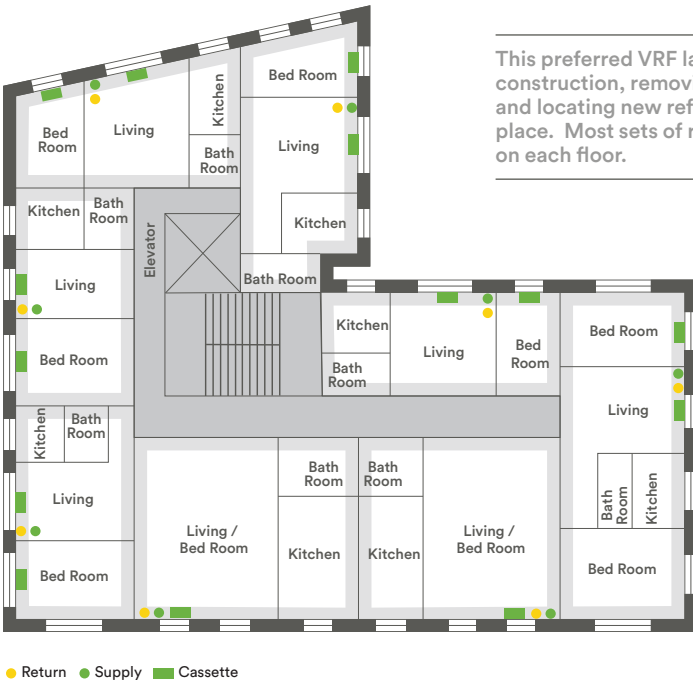 This preferred VRF la
construction, remov
and locating new ref
place. Most sets of r
on each floor.
Bed Room
Kitchen
Living
Bed
Room
Living
Bath
Room
Kitchen
Kitchen
Bath
Room
Elevator
Bath Room
Living
Bed Room
Kitchen
Living
Bed
Room
Bath
Room
Bed Room
Living
Bath
Room
Kitchen
Bed Room
Kitchen
Bath
Room
Living
Bed Room
Living /
Bed Room
Bath
Room
Kitchen
Bath
Room
Kitchen
Living /
Bed Room
Return
Supply
Cassette